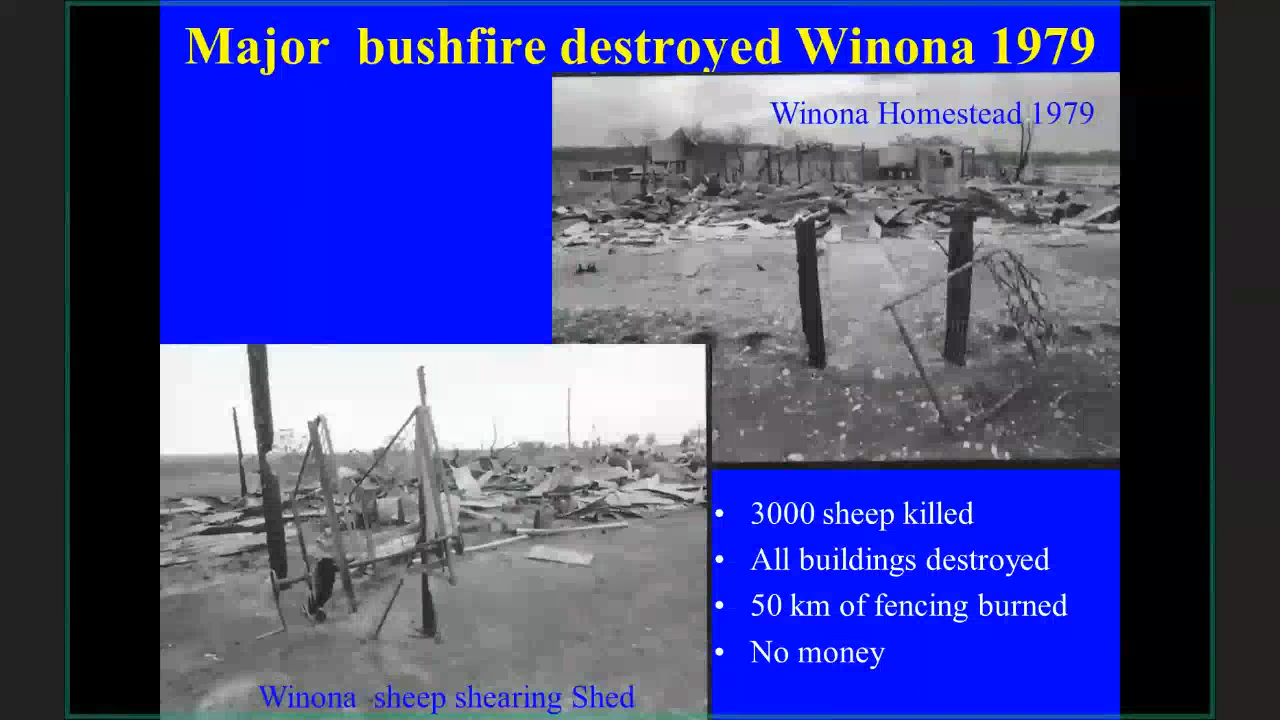 Major  bushfire destroyed Winona 1979
Winona Homestead 1979
• 3000 sheep killed
• All buildings destroyed
• 50 km of fencing burned
• No money
Winona  sheep shearing Shed